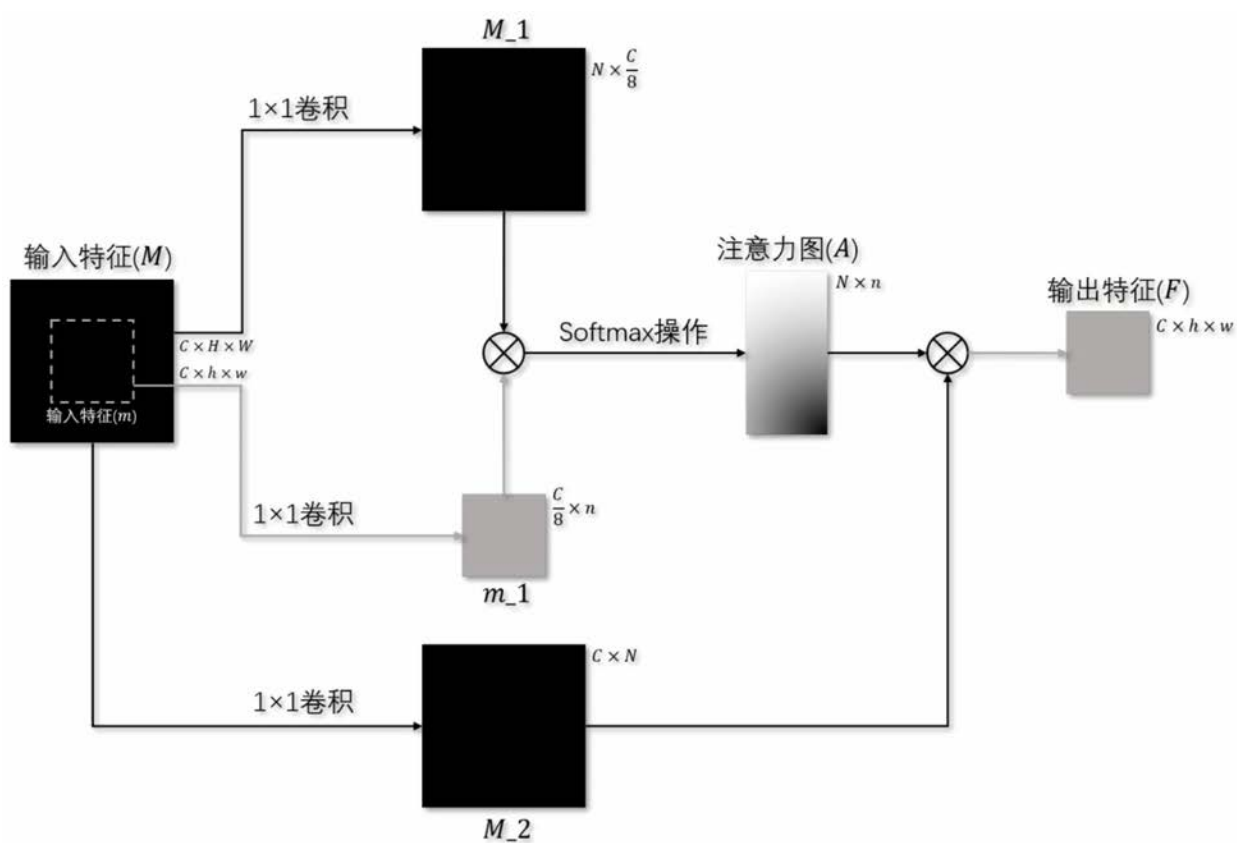 M_1
N × C/8
1×1卷积
输入特征(M)
C × H × W
C × h × w
输入特征(m)
Softmax操作
注意力图(A)
N × n
输出特征(F)
C × h × w
1×1卷积
C/8 × n
m_1
1×1卷积
C × N
M_2